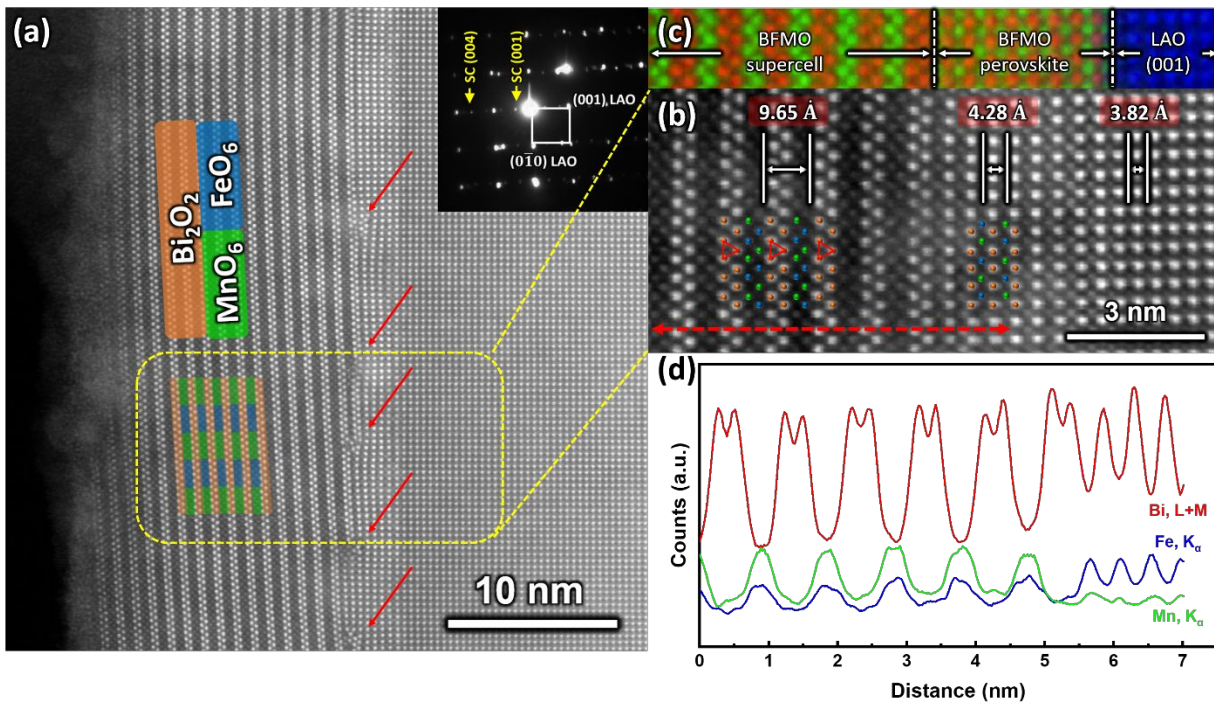 (a)
SC (004)
SC (001)
(001), LAO
(01̅0) LAO
Bi₂O₂
FeO₆
MnO₆
10 nm
(c)
BFMO
supercell
BFMO
perovskite
LAO
(001)
(b)
9.65 Å
4.28 Å
3.82 Å
3 nm
(d)
Counts (a.u.)
Bi, L+M
Fe, Kα
Mn, Kα
0 1 2 3 4 5 6 7
Distance (nm)